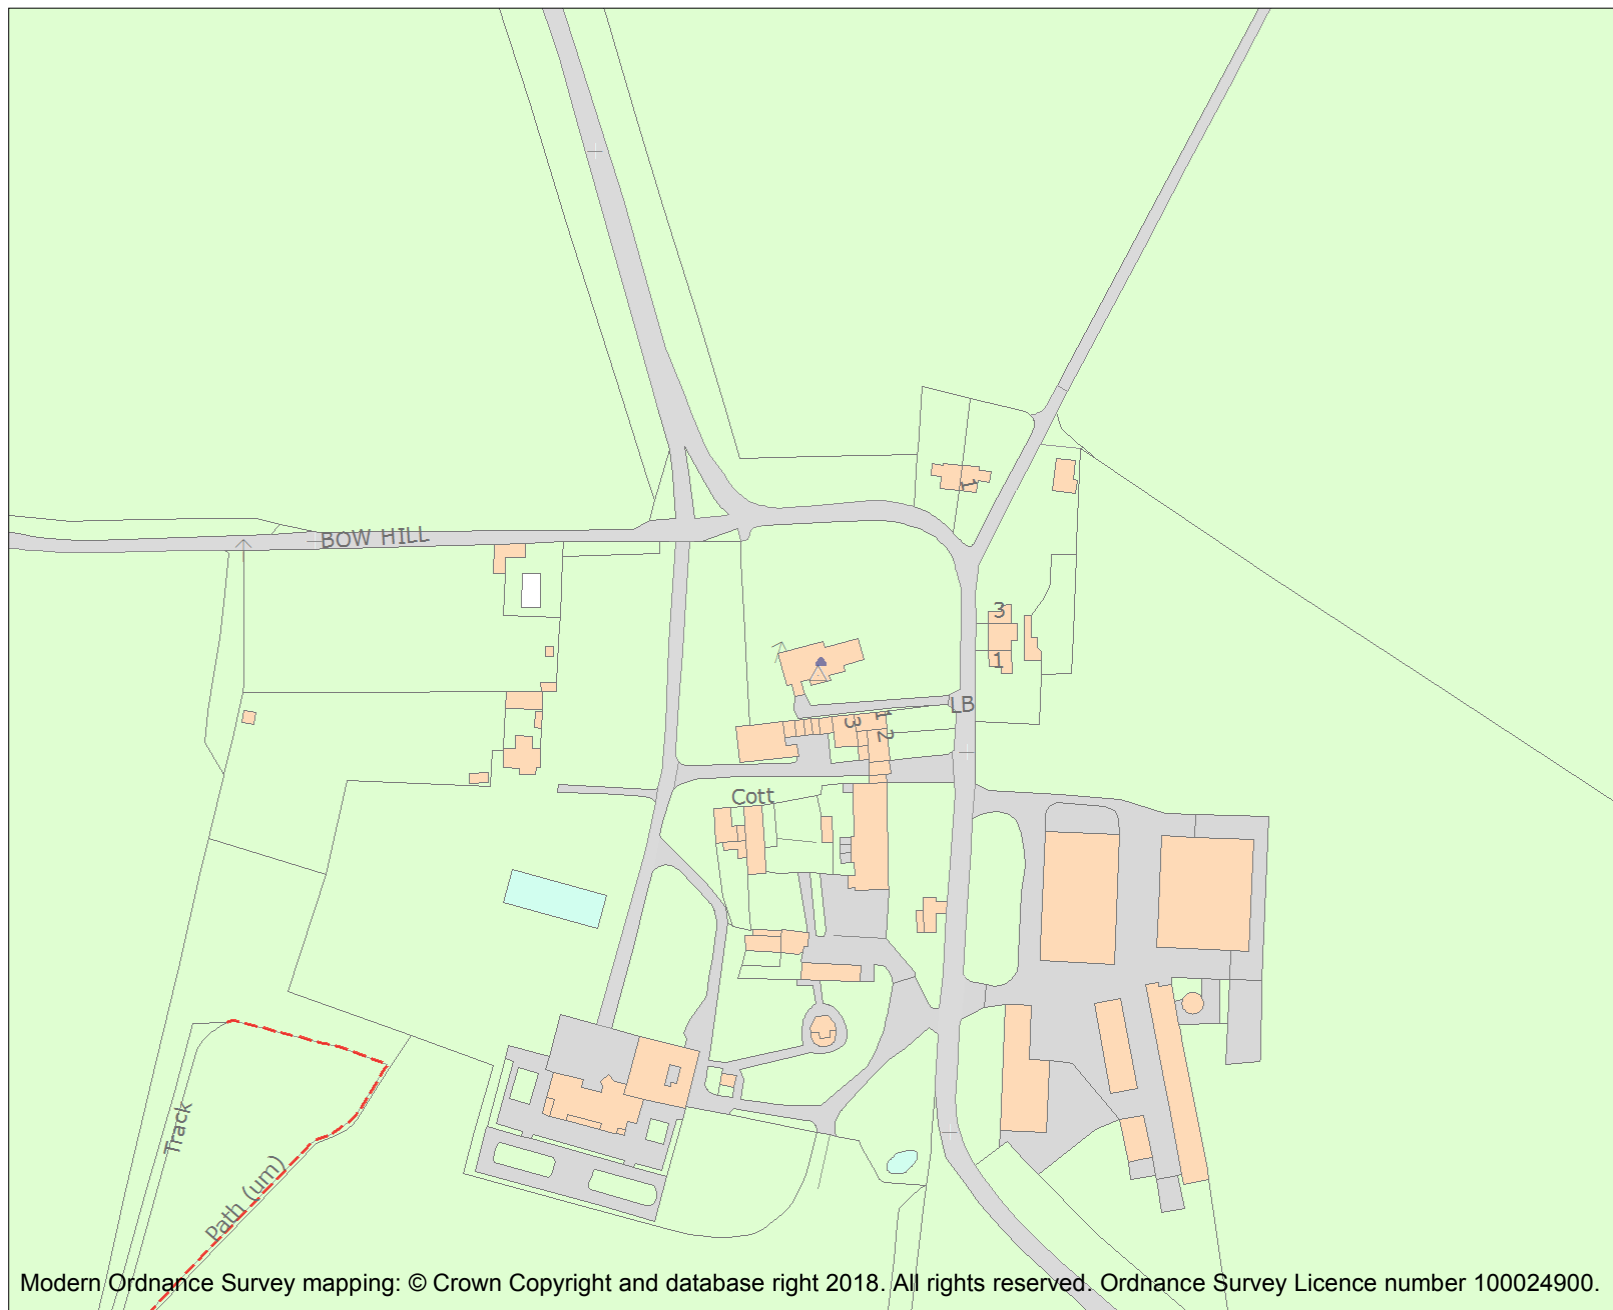 BOW HILL
1
3
1
LB
3
1
2
Cott
Track
Path (um)
Modern Ordnance Survey mapping: © Crown Copyright and database right 2018. All rights reserved. Ordnance Survey Licence number 100024900.